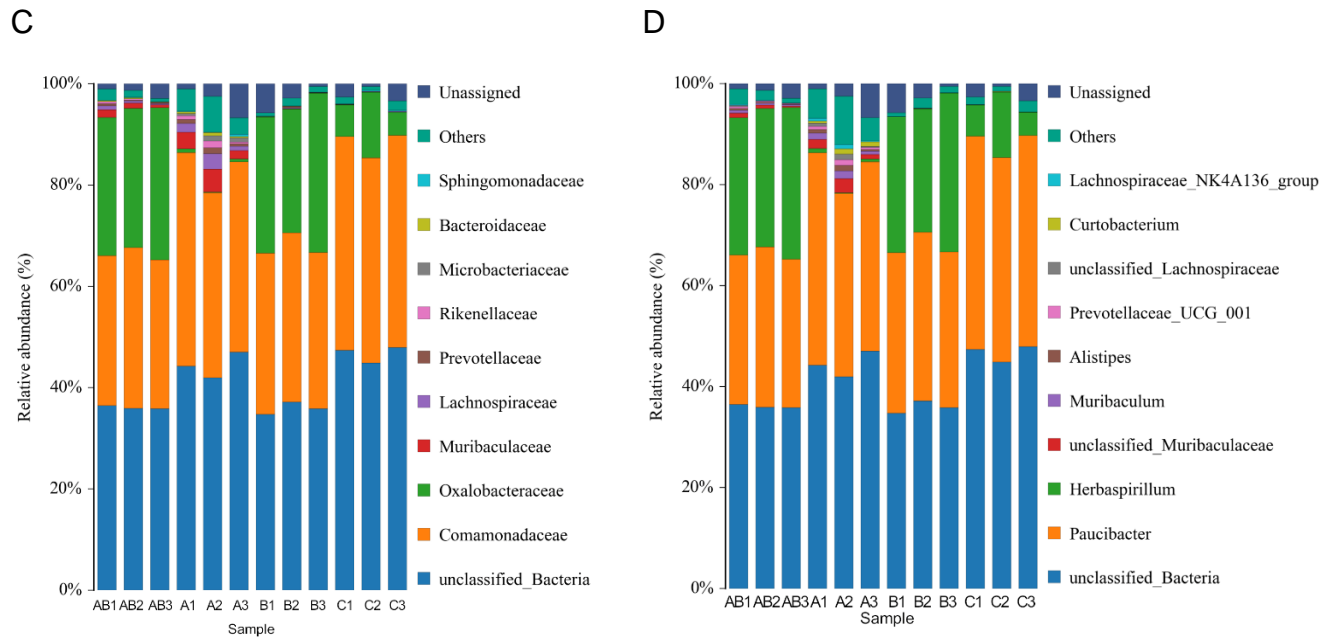 C
D
100%
80%
60%
40%
20%
0%
Relative abundance (%)
AB1 AB2 AB3 A1 A2 A3 B1 B2 B3 C1 C2 C3
Sample
Unassigned
Others
Sphingomonadaceae
Bacteroidaceae
Microbacteriaceae
Rikenellaceae
Prevotellaceae
Lachnospiraceae
Muribaculaceae
Oxalobacteraceae
Comamonadaceae
unclassified_Bacteria
100%
80%
60%
40%
20%
0%
Relative abundance (%)
AB1 AB2 AB3 A1 A2 A3 B1 B2 B3 C1 C2 C3
Sample
Unassigned
Others
Lachnospiraceae_NK4A136_group
Curtobacterium
unclassified_Lachnospiraceae
Prevotellaceae_UCG_001
Alistipes
Muribaculum
unclassified_Muribaculaceae
Herbaspirillum
Paucibacter
unclassified_Bacteria